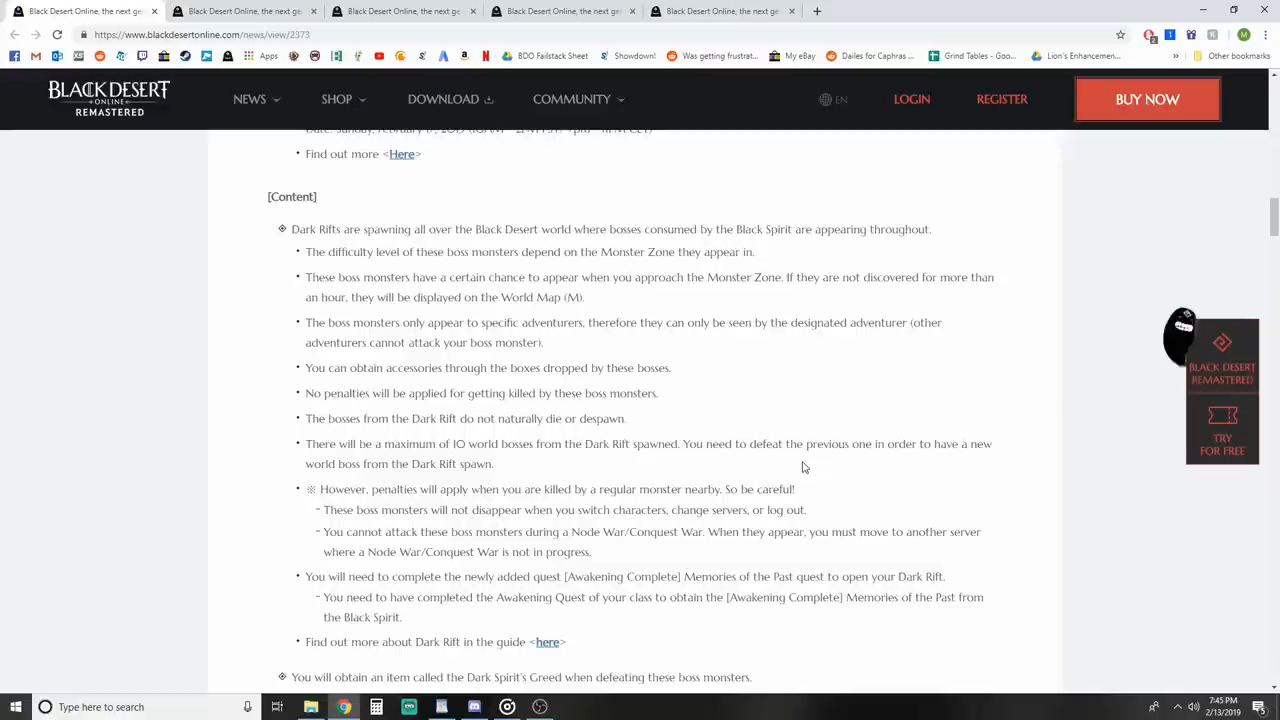 Black Desert Online, the next ge
Black Desert Online, the next ge
Black Desert Online, the next ge
Black Desert Online, the next ge
Black Desert Online, the next ge
https://www.blackdesertonline.com/news/view/2373
Apps
BDO Failstack Sheet
Showdown!
Was getting frustrat...
My eBay
Dailes for Caphras ...
Grind Tables - Goo...
Lion's Enhancemen...
Other bookmarks
BLACK DESERT
ONLINE
REMASTERED
NEWS
SHOP
DOWNLOAD
COMMUNITY
EN
LOGIN
REGISTER
BUY NOW
• Find out more <Here>
[Content]
Dark Rifts are spawning all over the Black Desert world where bosses consumed by the Black Spirit are appearing throughout.
• The difficulty level of these boss monsters depend on the Monster Zone they appear in.
• These boss monsters have a certain chance to appear when you approach the Monster Zone. If they are not discovered for more than
an hour, they will be displayed on the World Map (M).
• The boss monsters only appear to specific adventurers, therefore they can only be seen by the designated adventurer (other
adventurers cannot attack your boss monster).
• You can obtain accessories through the boxes dropped by these bosses.
• No penalties will be applied for getting killed by these boss monsters.
• The bosses from the Dark Rift do not naturally die or despawn.
• There will be a maximum of 10 world bosses from the Dark Rift spawned. You need to defeat the previous one in order to have a new
world boss from the Dark Rift spawn.
• ※ However, penalties will apply when you are killed by a regular monster nearby. So be careful!
- These boss monsters will not disappear when you switch characters, change servers, or log out.
- You cannot attack these boss monsters during a Node War/Conquest War. When they appear, you must move to another server
where a Node War/Conquest War is not in progress.
• You will need to complete the newly added quest [Awakening Complete] Memories of the Past quest to open your Dark Rift.
- You need to have completed the Awakening Quest of your class to obtain the [Awakening Complete] Memories of the Past from
the Black Spirit.
• Find out more about Dark Rift in the guide <here>
You will obtain an item called the Dark Spirit's Greed when defeating these boss monsters.
BLACK DESERT
REMASTERED
TRY
FOR FREE
Type here to search
7:45 PM
2/13/2019